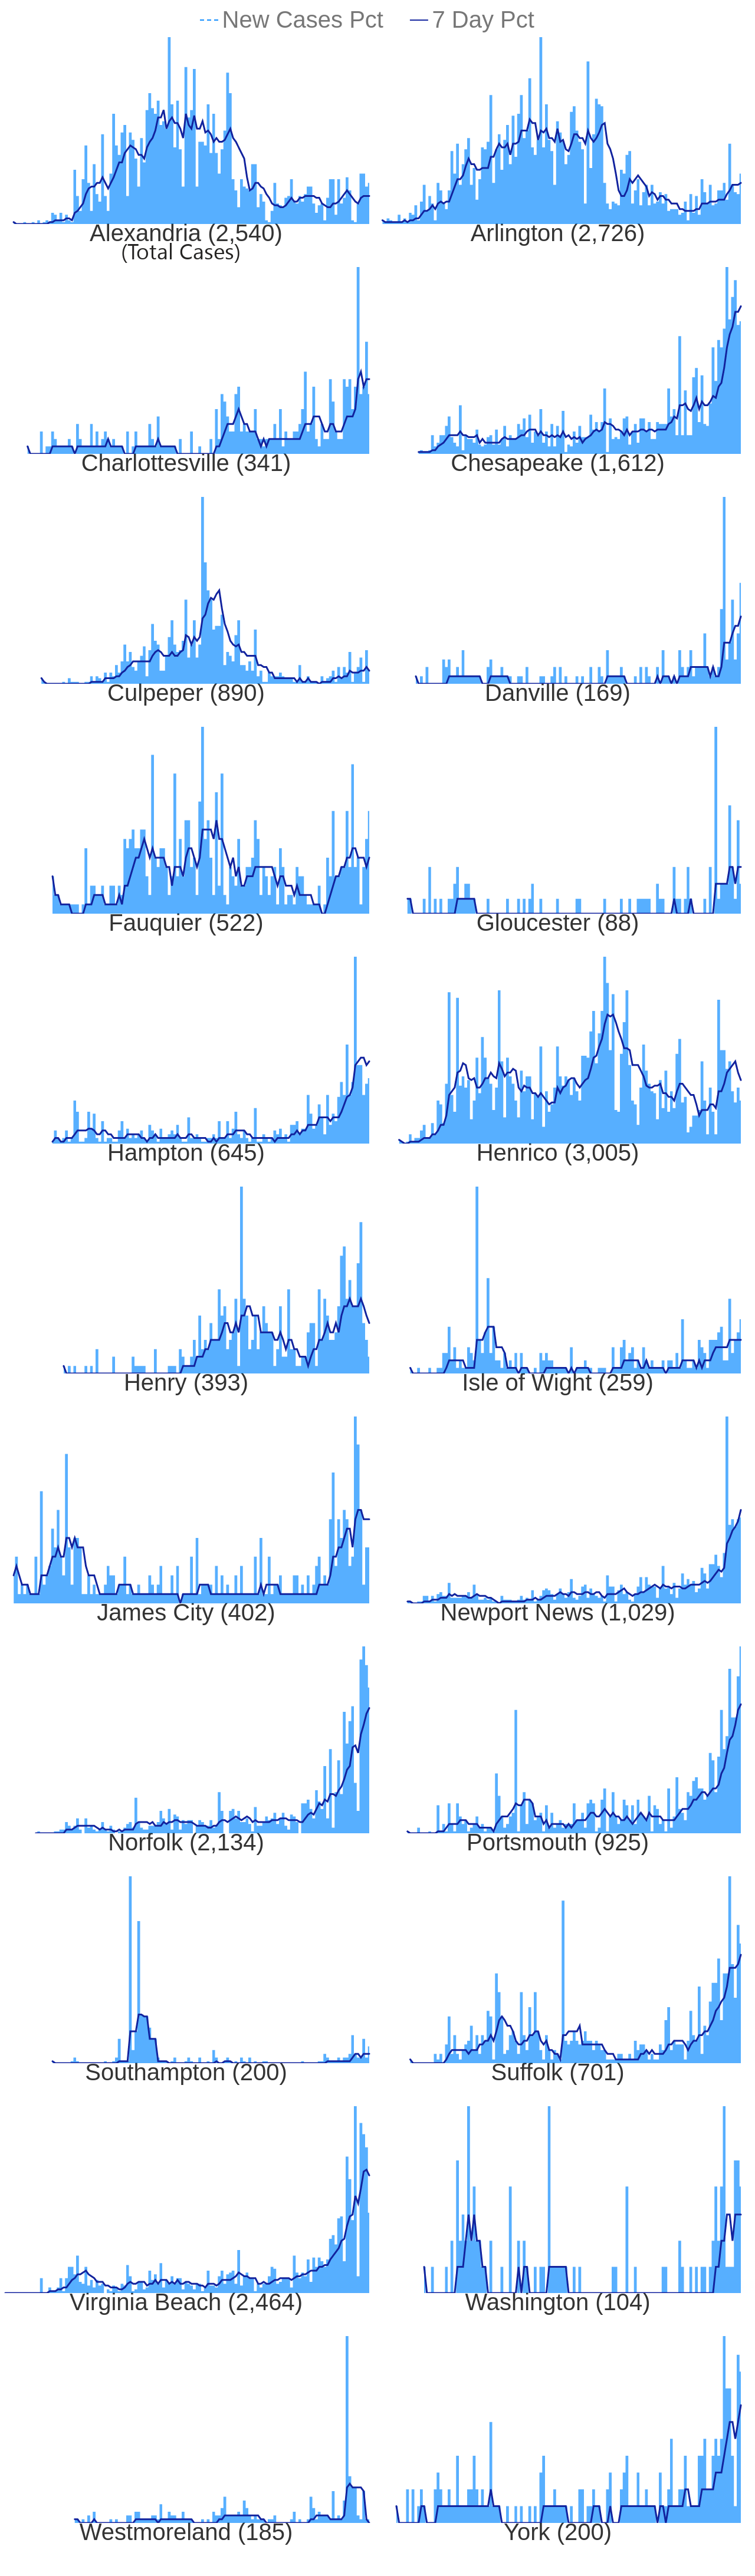 New Cases Pct 7 Day Pct
Alexandria (2,540) Arlington (2,726)
(Total Cases)
Charlottesville (341) Chesapeake (1,612)
Culpeper (890) Danville (169)
Fauquier (522) Gloucester (88)
Hampton (645) Henrico (3,005)
Henry (393) Isle of Wight (259)
James City (402) Newport News (1,029)
Norfolk (2,134) Portsmouth (925)
Southampton (200) Suffolk (701)
Virginia Beach (2,464) Washington (104)
Westmoreland (185) York (200)